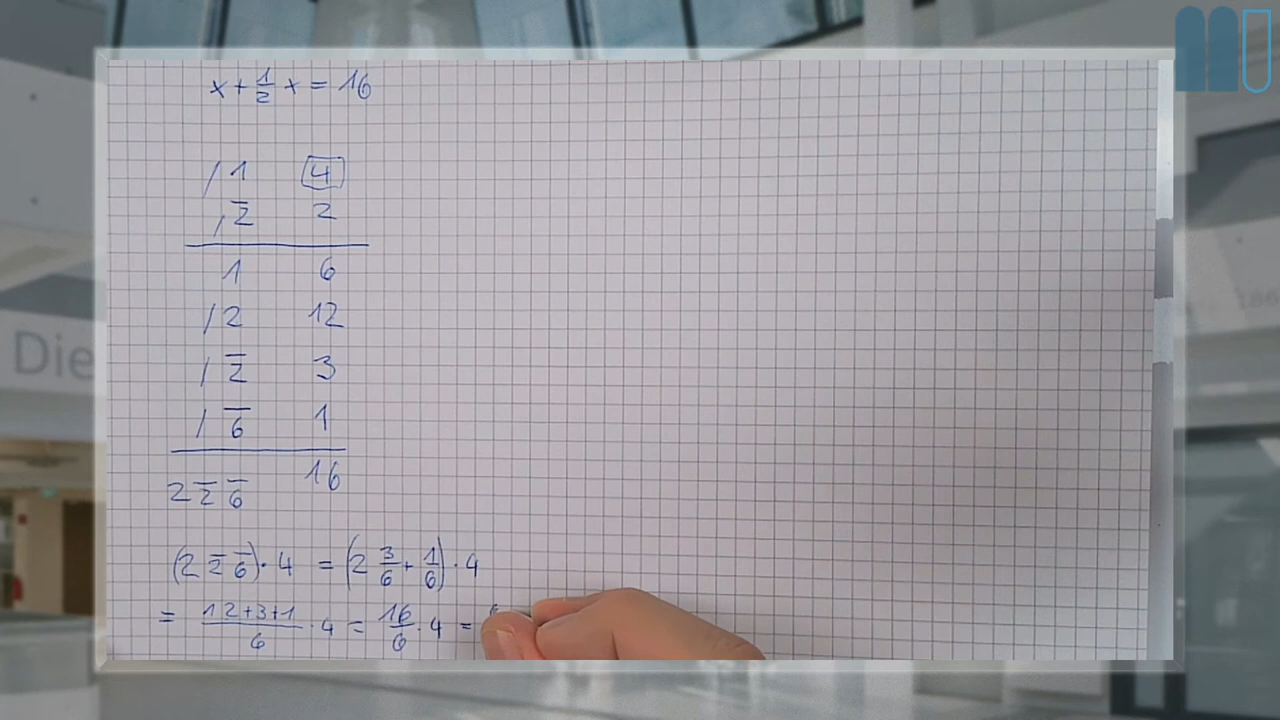 x + 1/2 x = 16
/ 1 4
/ 2̅ 2
1 6
/ 2 12
/ 2̅ 3
/ 6̅ 1
2 2̅ 6̅ 16
(2 2̅ 6̅) · 4 = (2 3/6 + 1/6) · 4
= (12+3+1)/6 · 4 = 16/6 · 4 =
Die